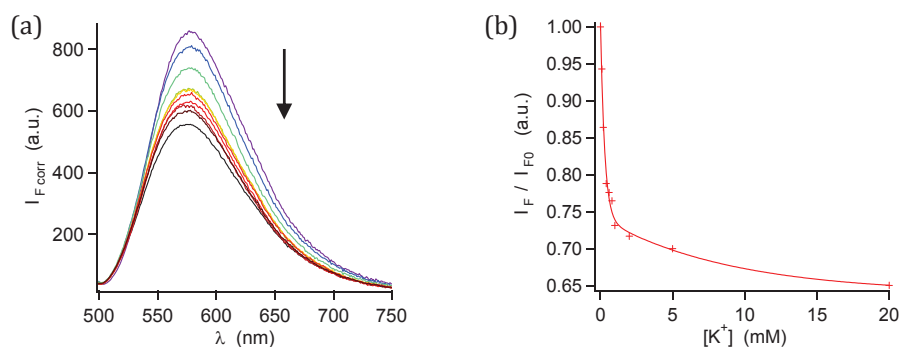 (a)
800
600
400
200
I F corr (a.u.)
500 550 600 650 700 750
λ (nm)
(b)
1.00
0.95
0.90
0.85
0.80
0.75
0.70
0.65
I F / I F0 (a.u.)
0 5 10 15 20
[K+] (mM)